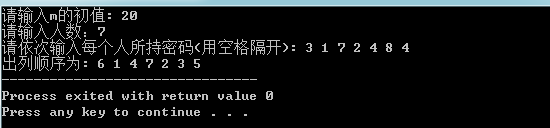 请输入m的初值: 20
请输入人数: 7
请依次输入每个人所持密码(用空格隔开): 3 1 7 2 4 8 4
出列顺序为: 6 1 4 7 2 3 5
--------------------------------
Process exited with return value 0
Press any key to continue . . .